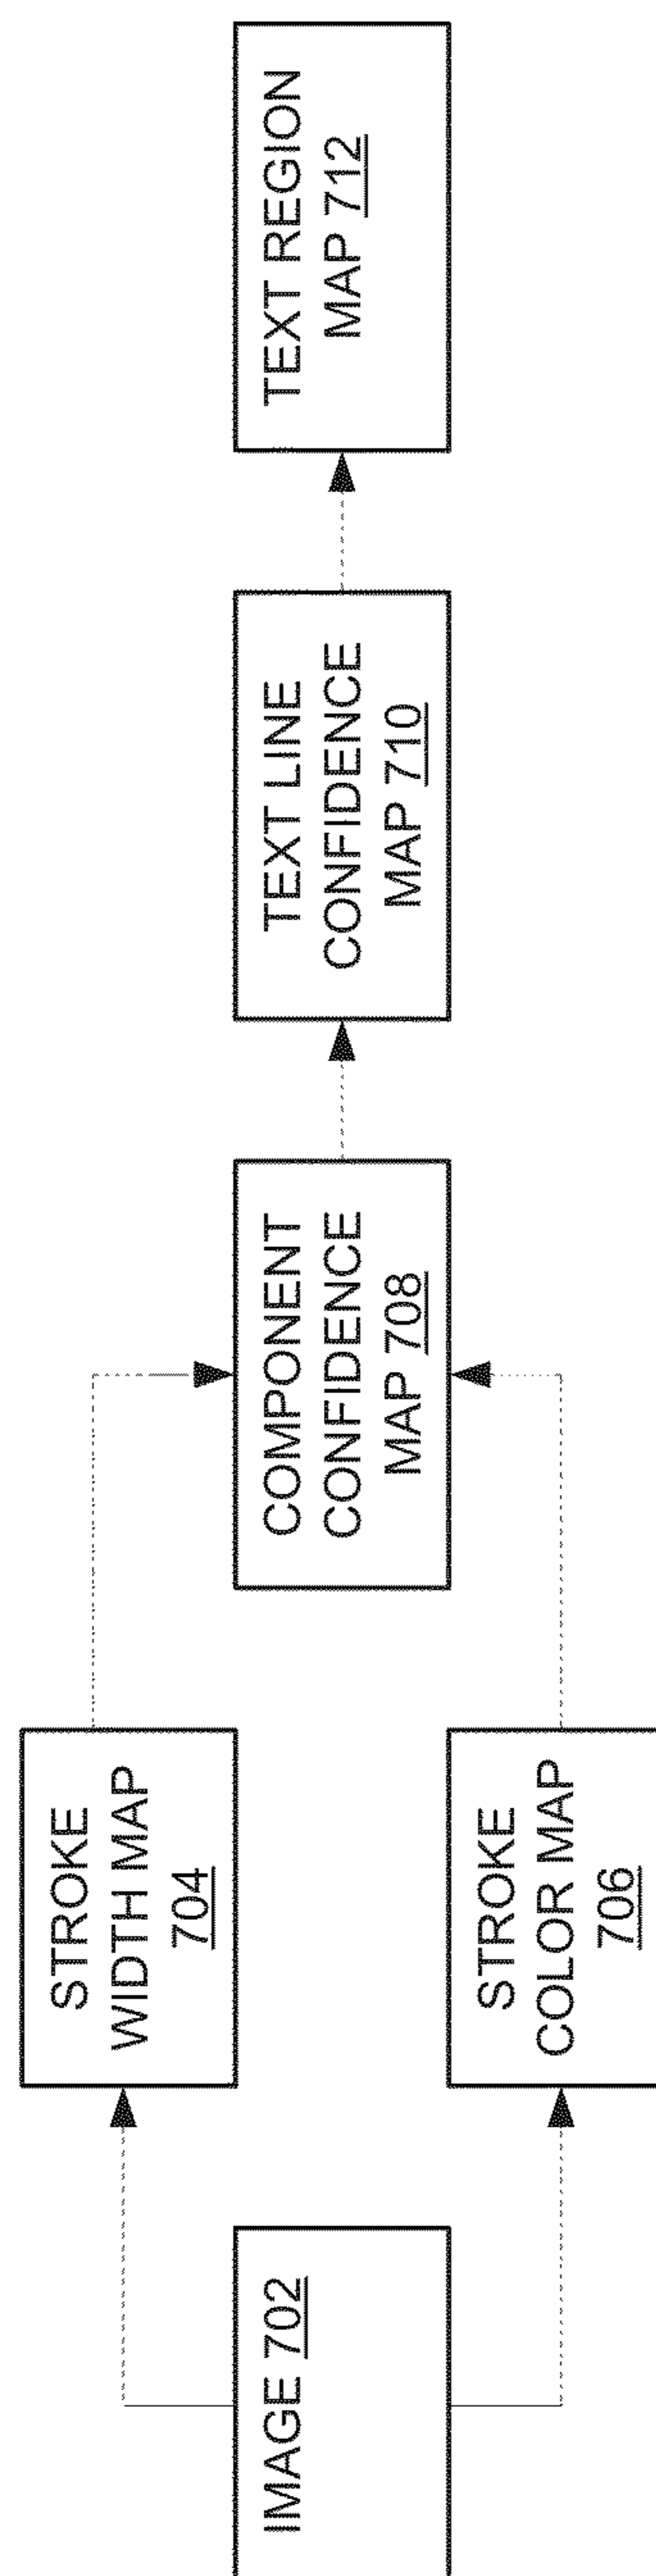 IMAGE 702
STROKE
WIDTH MAP
704
STROKE
COLOR MAP
706
COMPONENT
CONFIDENCE
MAP 708
TEXT LINE
CONFIDENCE
MAP 710
TEXT REGION
MAP 712